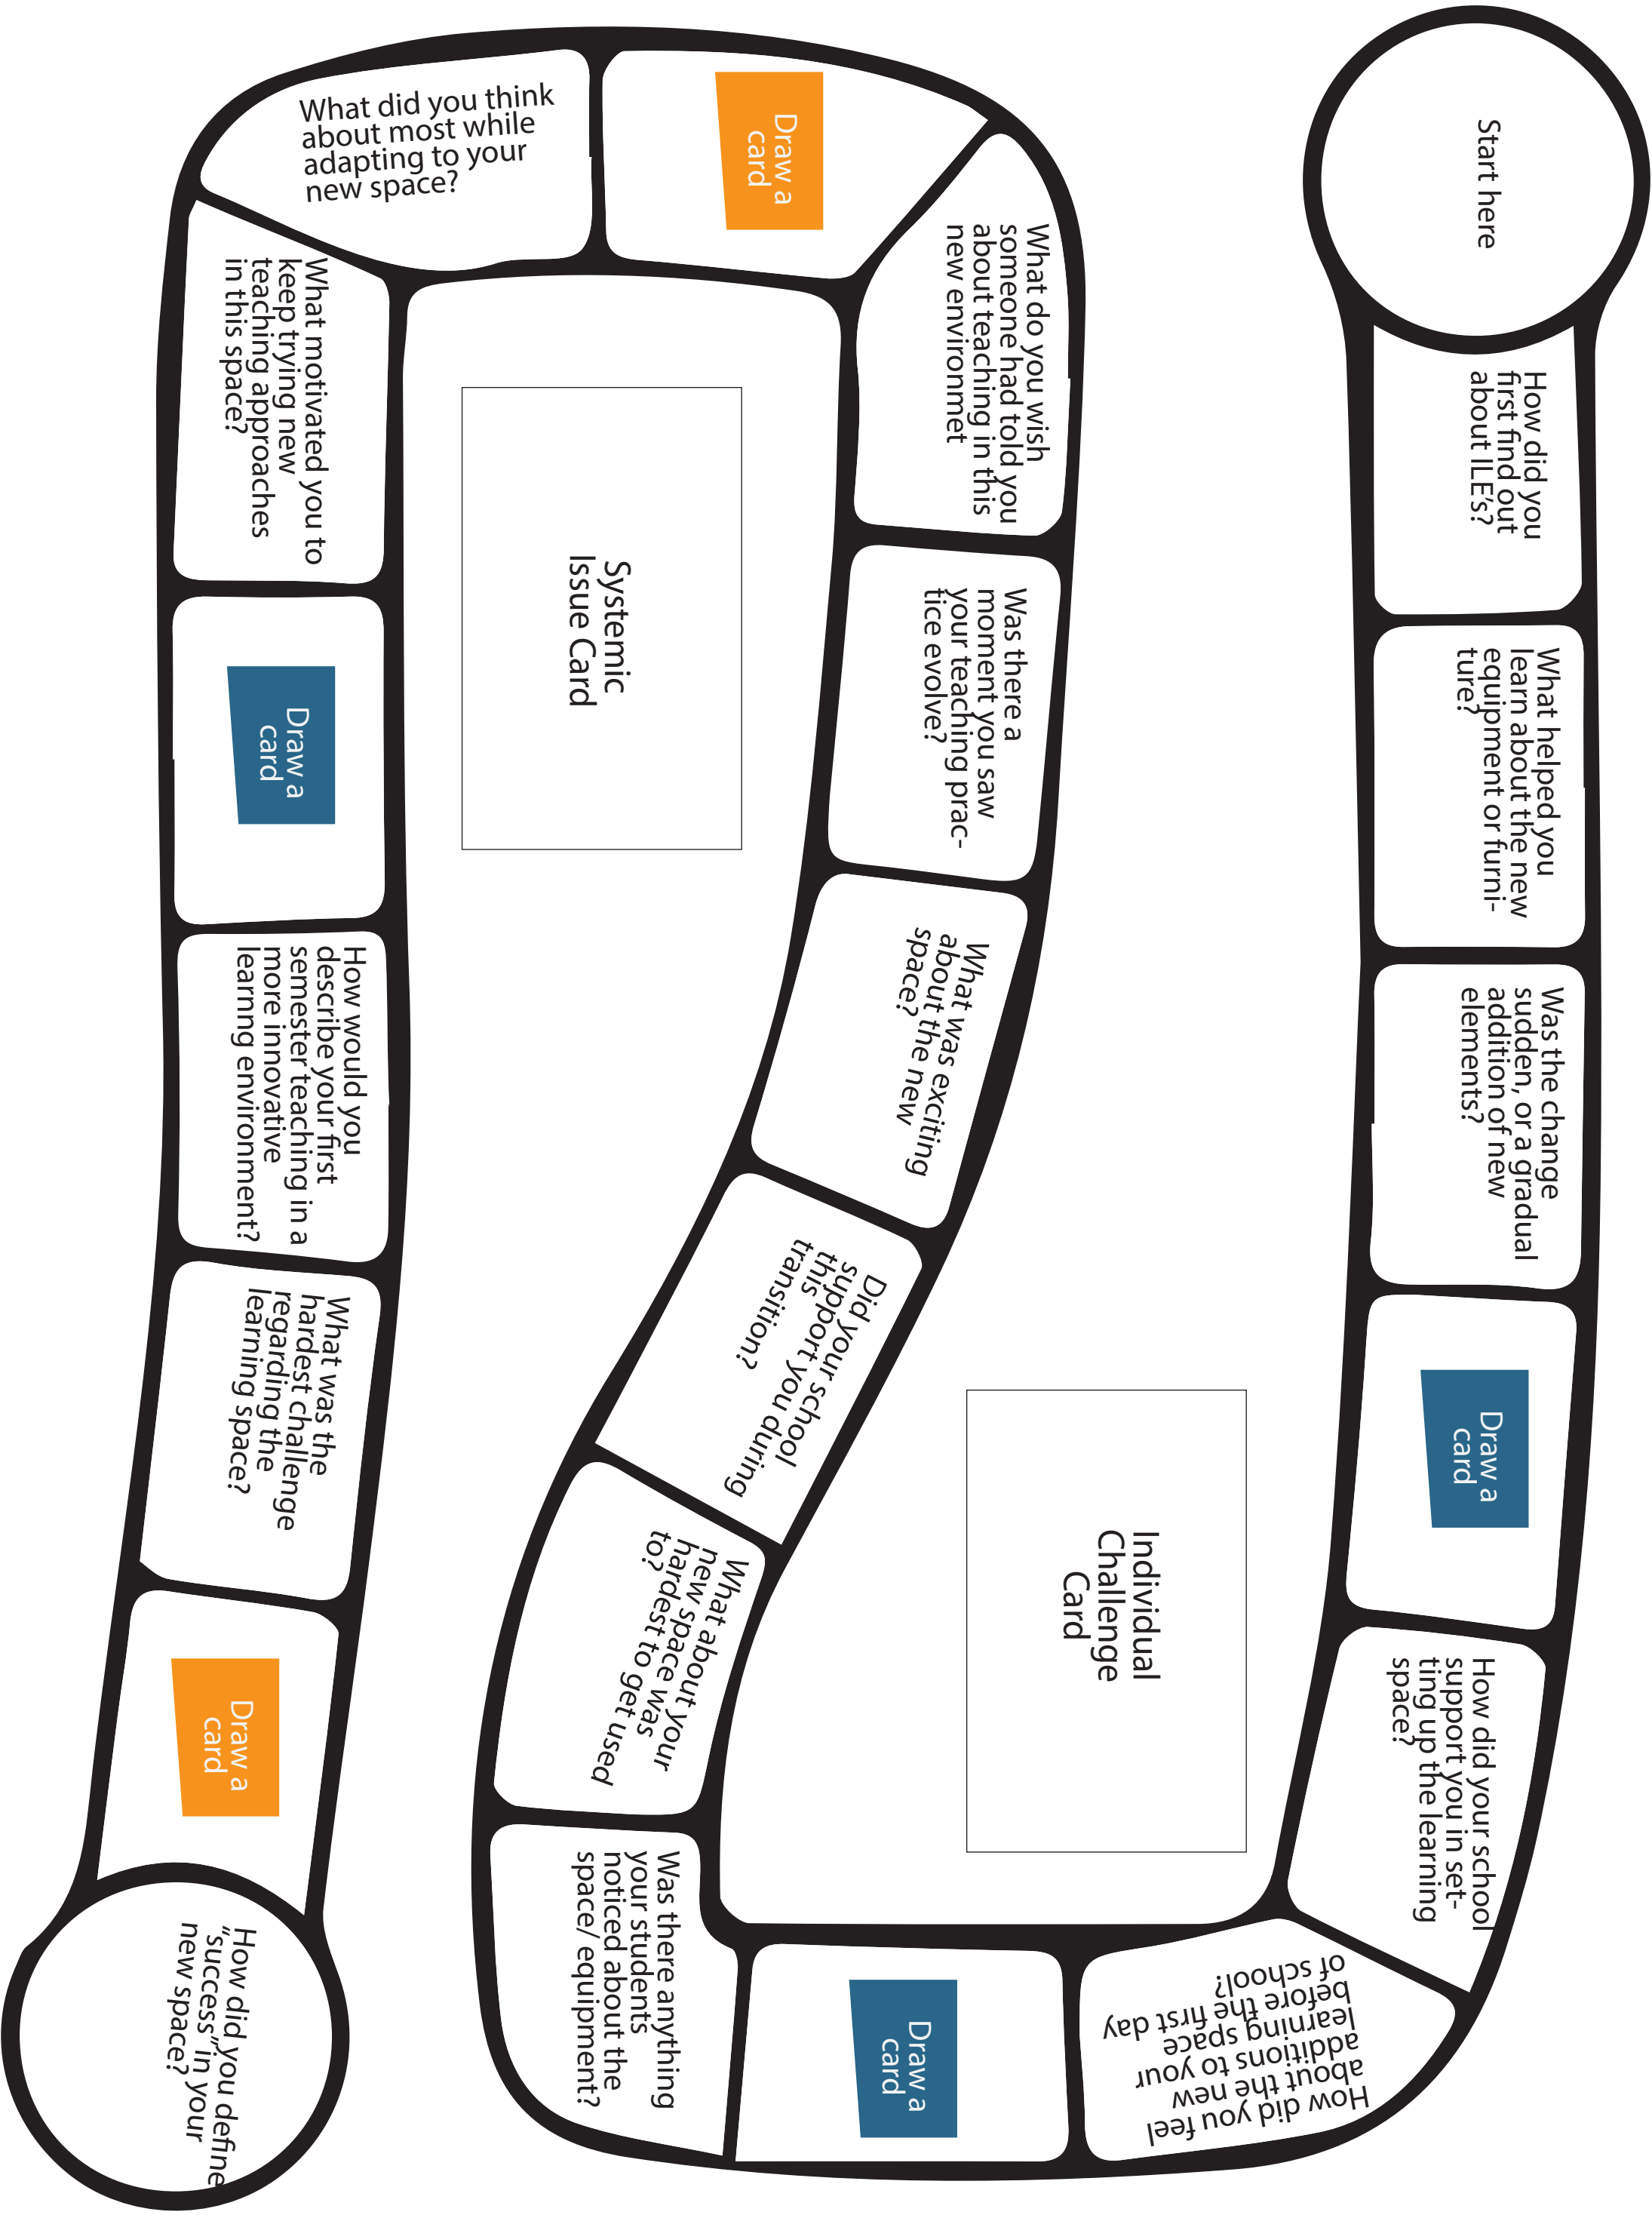 Start here
How did you
first find out
about ILE's?
What helped you
learn about the new
equipment or furni-
ture?
Was the change
sudden, or a gradual
addition of new
elements?
Draw a
card
How did your school
support you in set-
ting up the learning
space?
How did you feel
about the new
additions to your
learning space
before the first day
of school?
Draw a
card
Was there anything
your students
noticed about the
space/ equipment?
What about your
new space was
hardest to get used
to?
Did your school
support you during
this
transition?
What was exciting
about the new
space?
Was there a
moment you saw
your teaching prac-
tice evolve?
What do you wish
someone had told you
about teaching in this
new environmet
Draw a
card
What did you think
about most while
adapting to your
new space?
What motivated you to
keep trying new
teaching approaches
in this space?
Draw a
card
How would you
describe your first
semester teaching in a
more innovative
learnng environment?
What was the
hardest challenge
regarding the
learning space?
Draw a
card
How did you define
“success” in your
new space?
Individual
Challenge
Card
Systemic
Issue Card